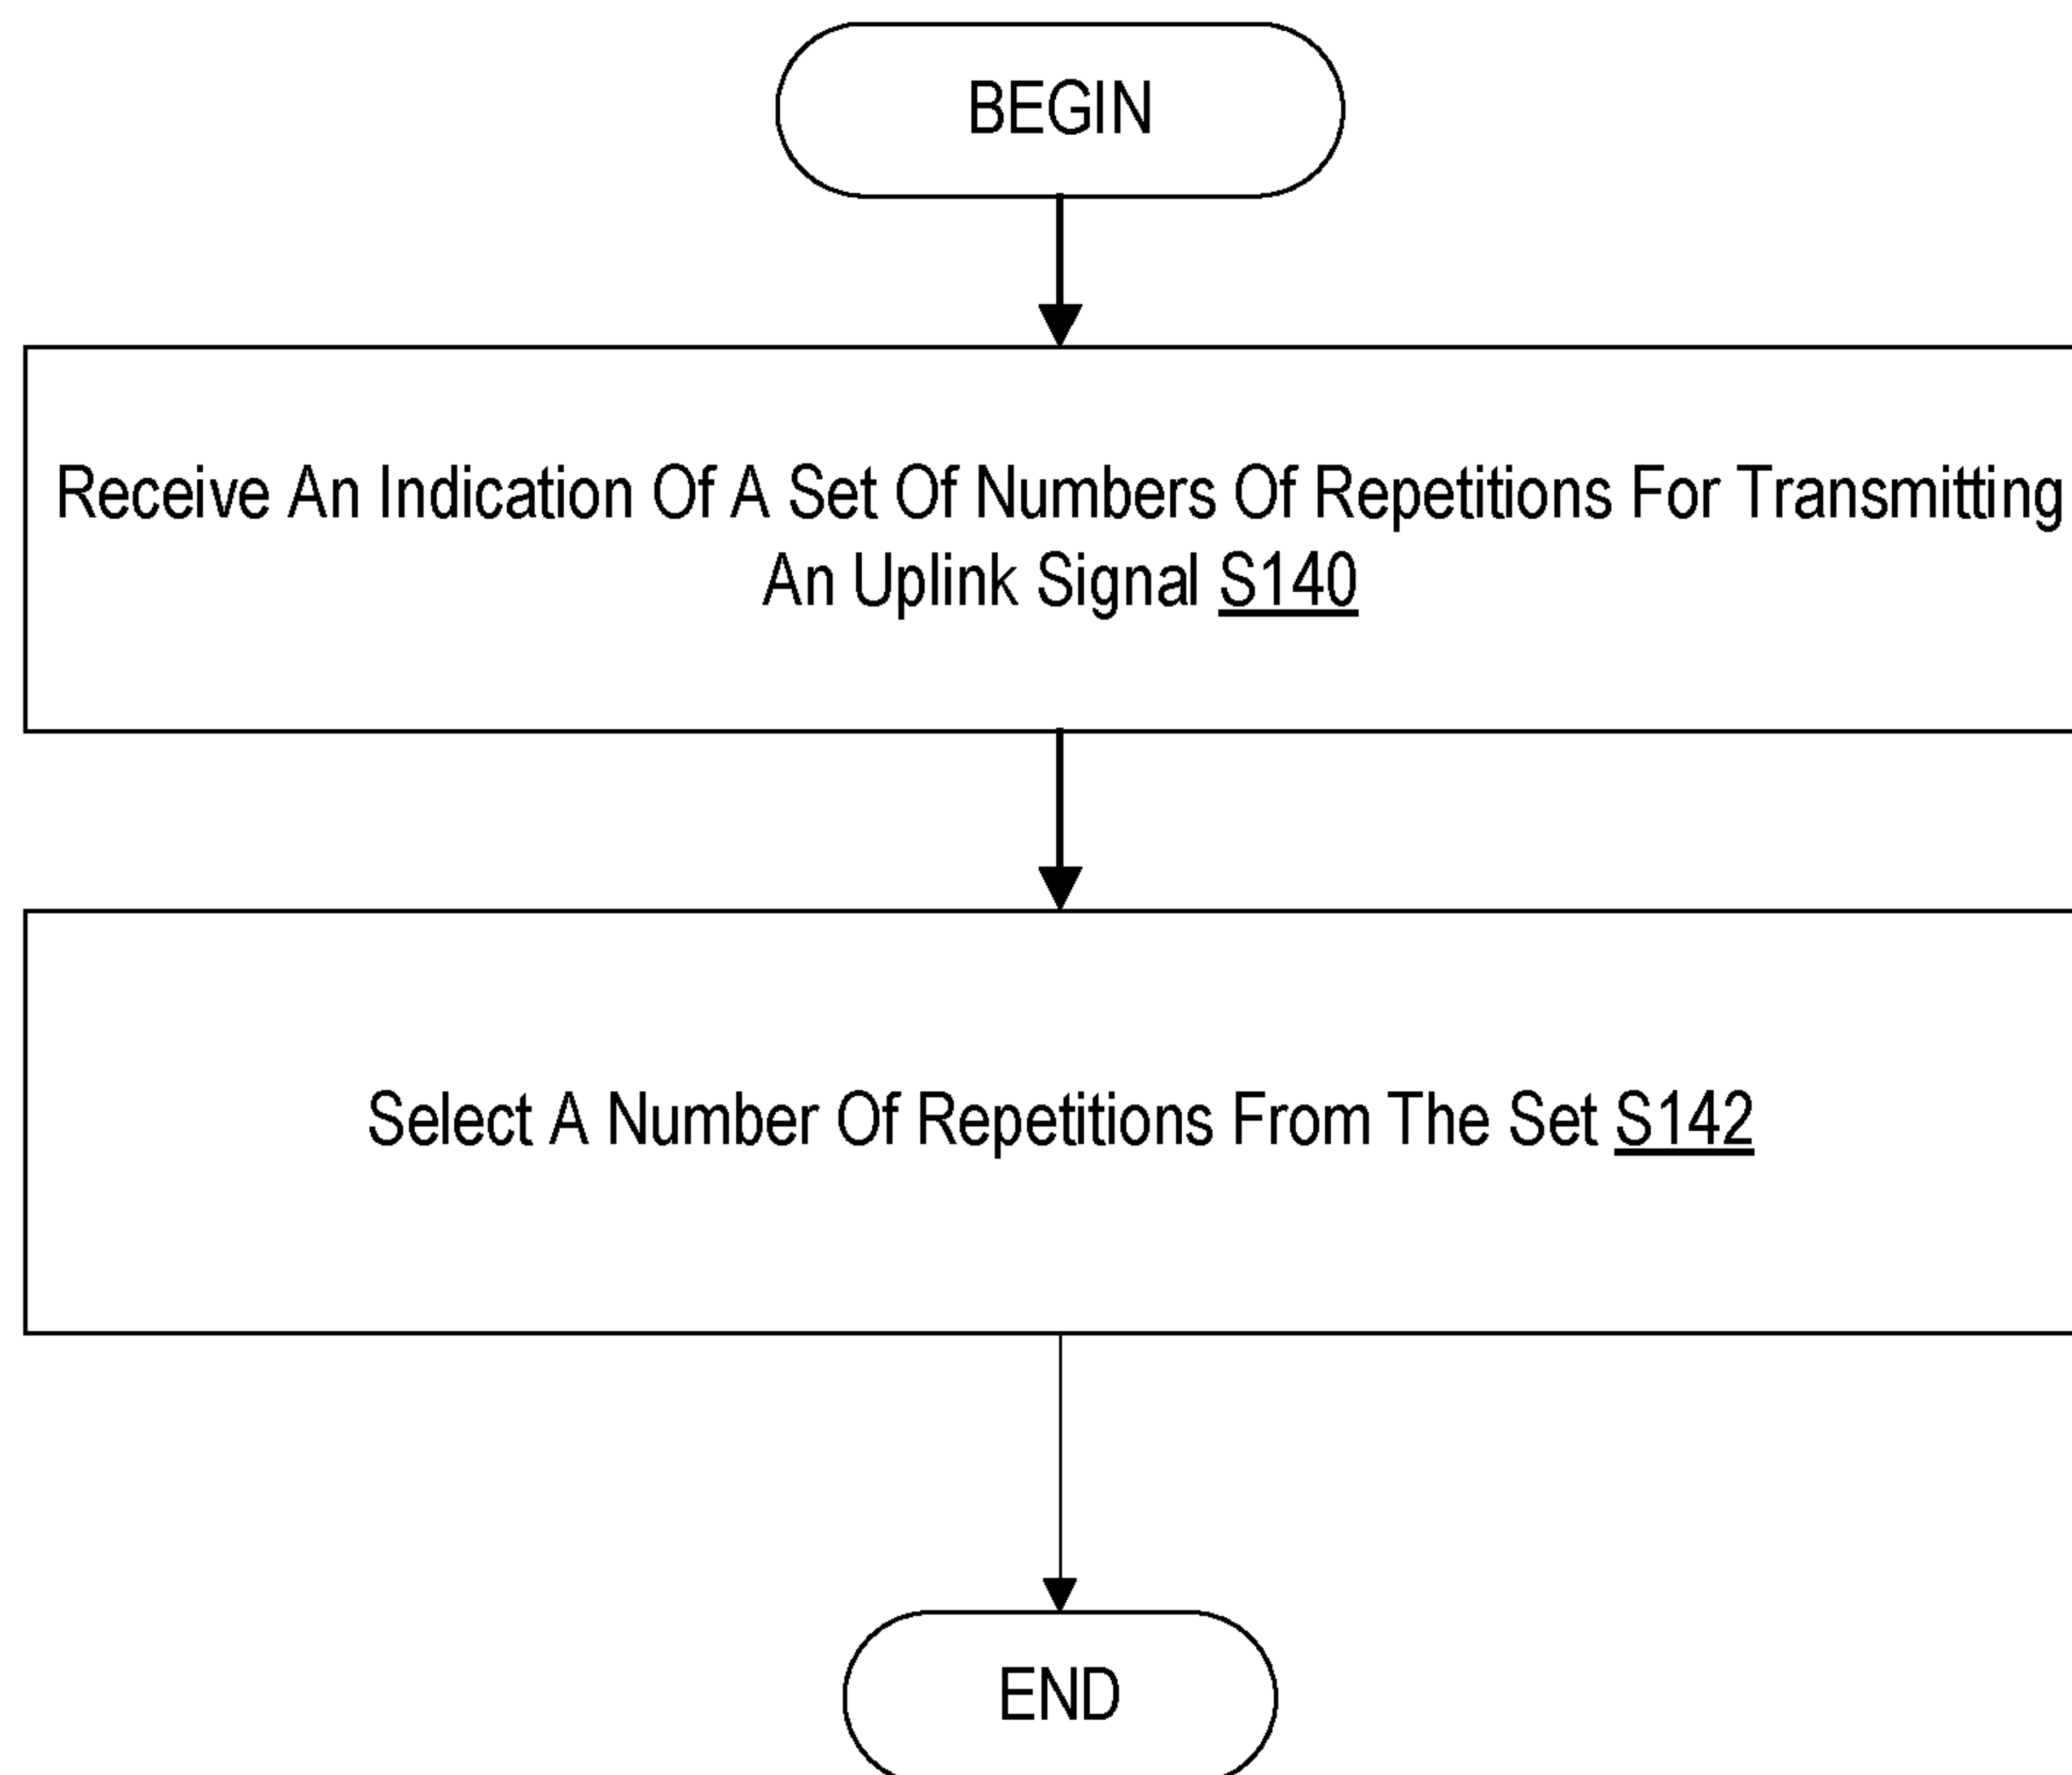 BEGIN
Receive An Indication Of A Set Of Numbers Of Repetitions For Transmitting
An Uplink Signal S140
Select A Number Of Repetitions From The Set S142
END